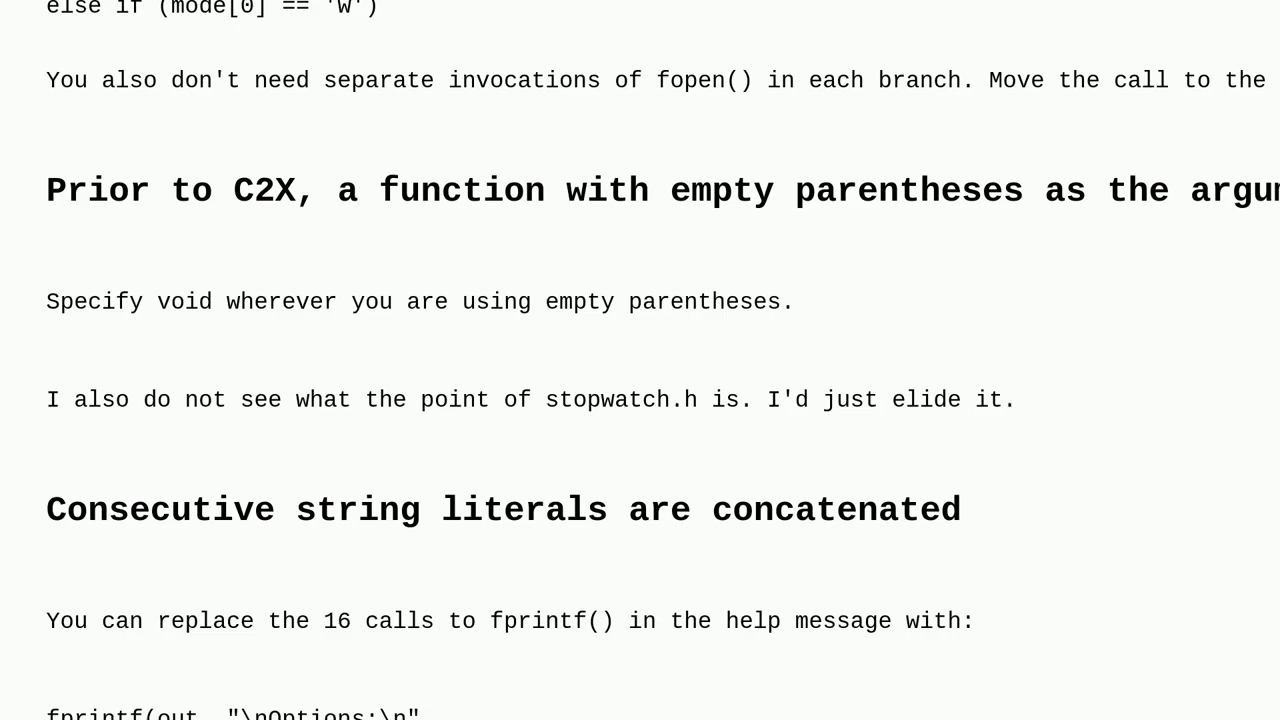 else if (mode[0] == 'w')
You also don't need separate invocations of fopen() in each branch. Move the call to the
Prior to C2X, a function with empty parentheses as the
Specify void wherever you are using empty parentheses.
I also do not see what the point of stopwatch.h is. I'd just elide it.
Consecutive string literals are concatenated
You can replace the 16 calls to fprintf() in the help message with:
fprintf(out, "\nOptions:\n"